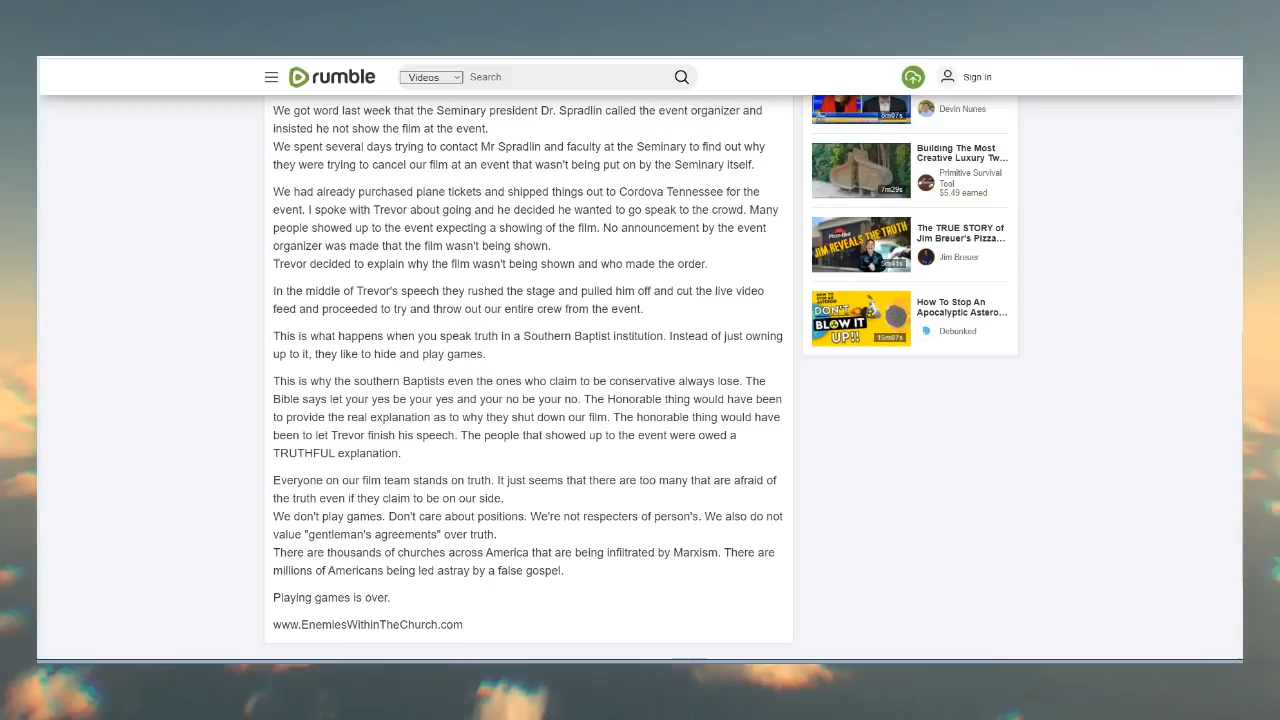 rumble
Videos
Search
Sign In
We got word last week that the Seminary president Dr. Spradlin called the event organizer and
insisted he not show the film at the event.
We spent several days trying to contact Mr Spradlin and faculty at the Seminary to find out why
they were trying to cancel our film at an event that wasn't being put on by the Seminary itself.
We had already purchased plane tickets and shipped things out to Cordova Tennessee for the
event. I spoke with Trevor about going and he decided he wanted to go speak to the crowd. Many
people showed up to the event expecting a showing of the film. No announcement by the event
organizer was made that the film wasn't being shown.
Trevor decided to explain why the film wasn't being shown and who made the order.
In the middle of Trevor's speech they rushed the stage and pulled him off and cut the live video
feed and proceeded to try and throw out our entire crew from the event.
This is what happens when you speak truth in a Southern Baptist institution. Instead of just owning
up to it, they like to hide and play games.
This is why the southern Baptists even the ones who claim to be conservative always lose. The
Bible says let your yes be your yes and your no be your no. The Honorable thing would have been
to provide the real explanation as to why they shut down our film. The honorable thing would have
been to let Trevor finish his speech. The people that showed up to the event were owed a
TRUTHFUL explanation.
Everyone on our film team stands on truth. It just seems that there are too many that are afraid of
the truth even if they claim to be on our side.
We don't play games. Don't care about positions. We're not respecters of person's. We also do not
value "gentleman's agreements" over truth.
There are thousands of churches across America that are being infiltrated by Marxism. There are
millions of Americans being led astray by a false gospel.
Playing games is over.
www.EnemiesWithinTheChurch.com
8m07s
Devin Nunes
7m29s
Building The Most
Creative Luxury Tw...
Primitive Survival
Tool
$5.49 earned
JIM REVEALS THE TRUTH
The TRUE STORY of
Jim Breuer's Pizza...
Jim Breuer
HOW TO STOP AN
DON'T
BLOW IT
UP!!
15m07s
How To Stop An
Apocalyptic Astero...
Debunked